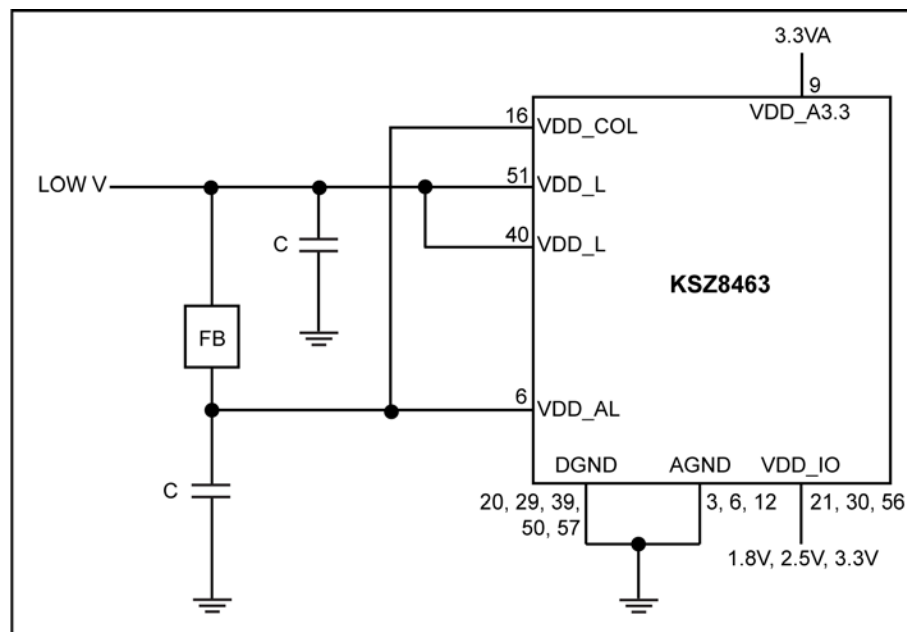 3.3VA
9
VDD_A3.3
16
VDD_COL
LOW V
51
VDD_L
C
40
VDD_L
KSZ8463
FB
6
VDD_AL
DGND
AGND
VDD_IO
C
20, 29, 39,
50, 57
3, 6, 12
21, 30, 56
1.8V, 2.5V, 3.3V